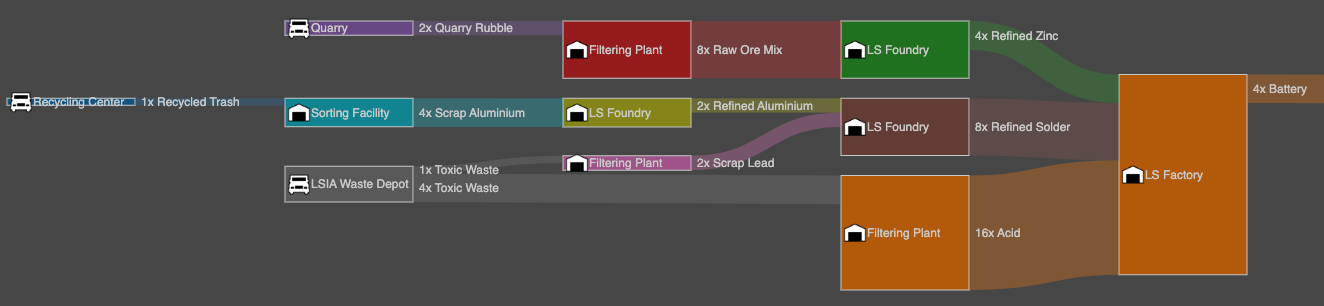 Quarry
2x Quarry Rubble
Filtering Plant
8x Raw Ore Mix
LS Foundry
4x Refined Zinc
4x Battery
Recycling Center
1x Recycled Trash
Sorting Facility
4x Scrap Aluminium
LS Foundry
2x Refined Aluminium
LS Foundry
8x Refined Solder
Filtering Plant
2x Scrap Lead
1x Toxic Waste
LSIA Waste Depot
4x Toxic Waste
LS Factory
Filtering Plant
16x Acid